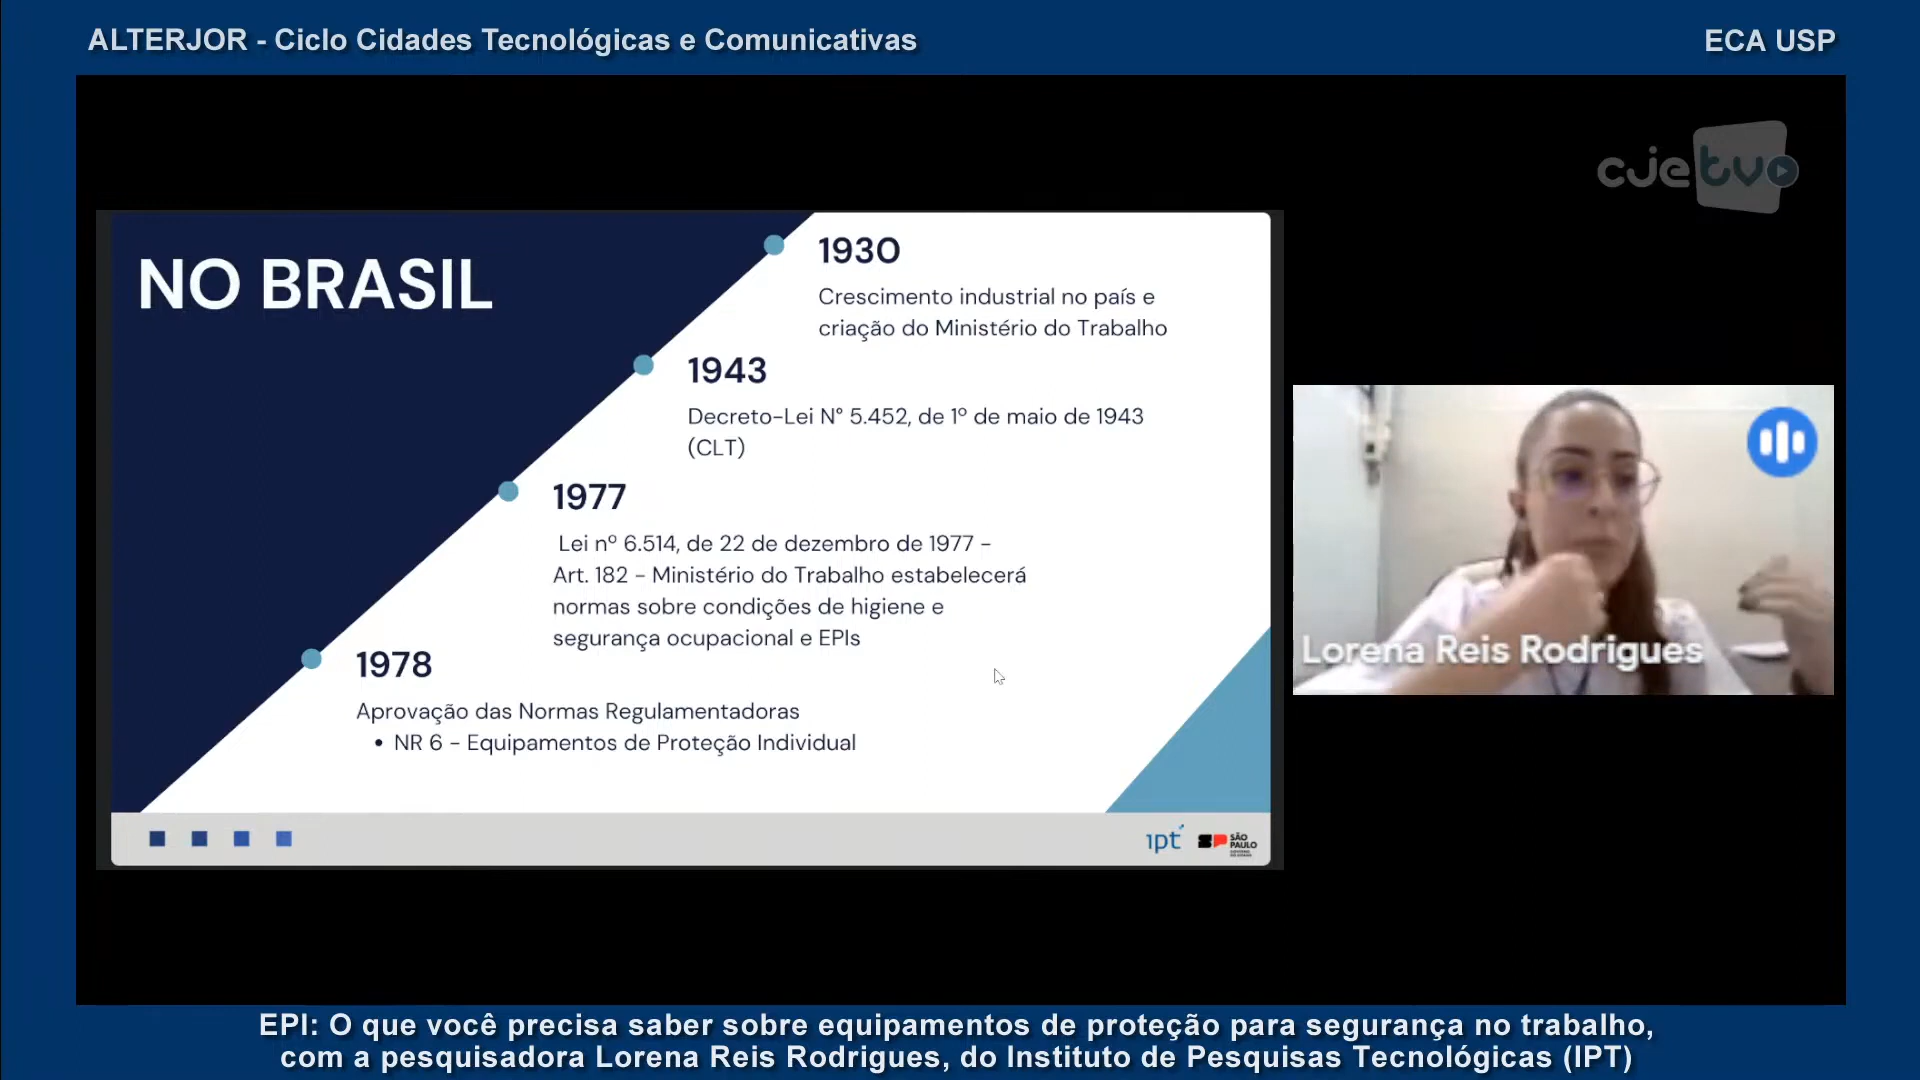 ALTERJOR - Ciclo Cidades Tecnológicas e Comunicativas
ECA USP
cje tv
NO BRASIL
1930
Crescimento industrial no país e
criação do Ministério do Trabalho
1943
Decreto-Lei N° 5.452, de 1º de maio de 1943
(CLT)
1977
Lei nº 6.514, de 22 de dezembro de 1977 -
Art. 182 - Ministério do Trabalho estabelecerá
normas sobre condições de higiene e
segurança ocupacional e EPIs
1978
Aprovação das Normas Regulamentadoras
• NR 6 - Equipamentos de Proteção Individual
ipt
SP
SÃO
PAULO
Lorena Reis Rodrigues
EPI: O que você precisa saber sobre equipamentos de proteção para segurança no trabalho,
com a pesquisadora Lorena Reis Rodrigues, do Instituto de Pesquisas Tecnológicas (IPT)